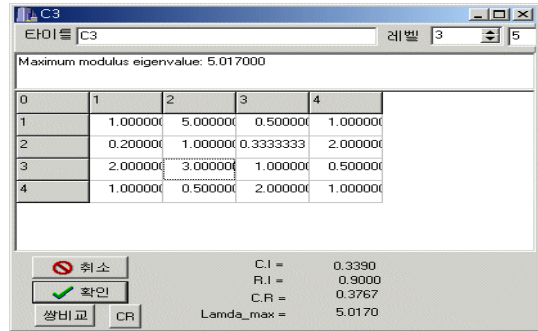 C3
타이틀 C3 레벨 3 5
Maximum modulus eigenvalue: 5.017000
0 1 2 3 4
1 1.000000 5.000000 0.500000 1.000000
2 0.200000 1.000000 0.3333333 2.000000
3 2.000000 3.000000 1.000000 0.500000
4 1.000000 0.500000 2.000000 1.000000
취소 C.I = 0.3390
R.I = 0.9000
확인 C.R = 0.3767
쌍비교 CR Lamda_max = 5.0170